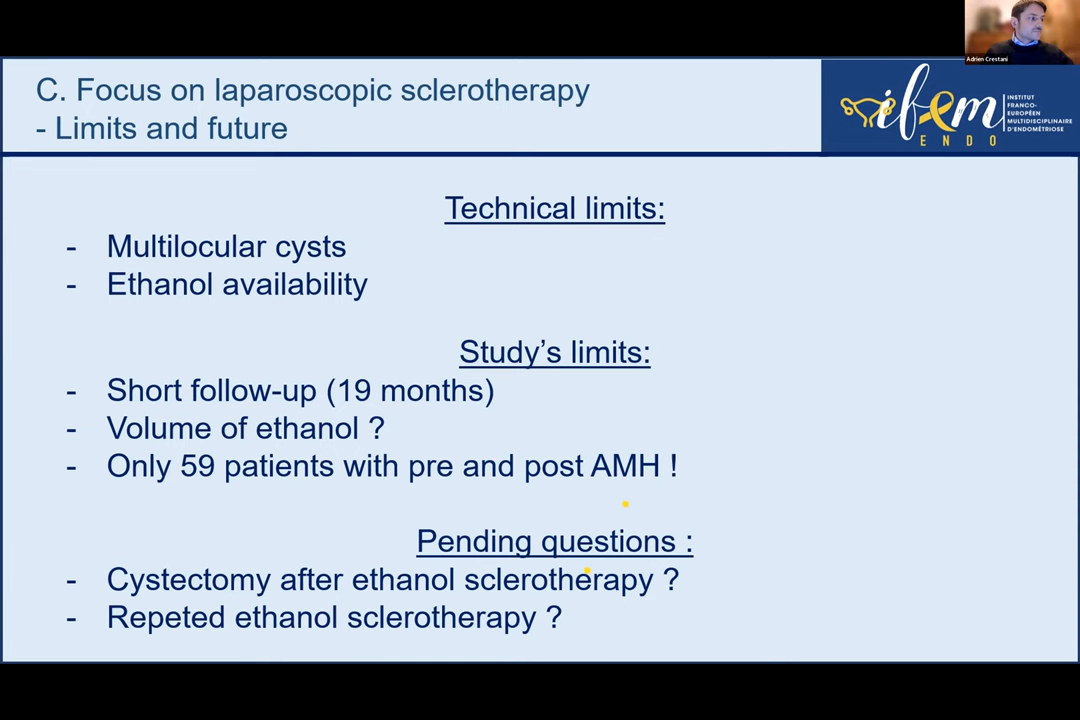 Adrien Crestani
C. Focus on laparoscopic sclerotherapy
- Limits and future
ifem
ENDO
INSTITUT
FRANCO-
EUROPÉEN
MULTIDISCIPLINAIRE
D'ENDOMÉTRIOSE
Technical limits:
- Multilocular cysts
- Ethanol availability
Study's limits:
- Short follow-up (19 months)
- Volume of ethanol ?
- Only 59 patients with pre and post AMH !
Pending questions :
- Cystectomy after ethanol sclerotherapy ?
- Repeted ethanol sclerotherapy ?